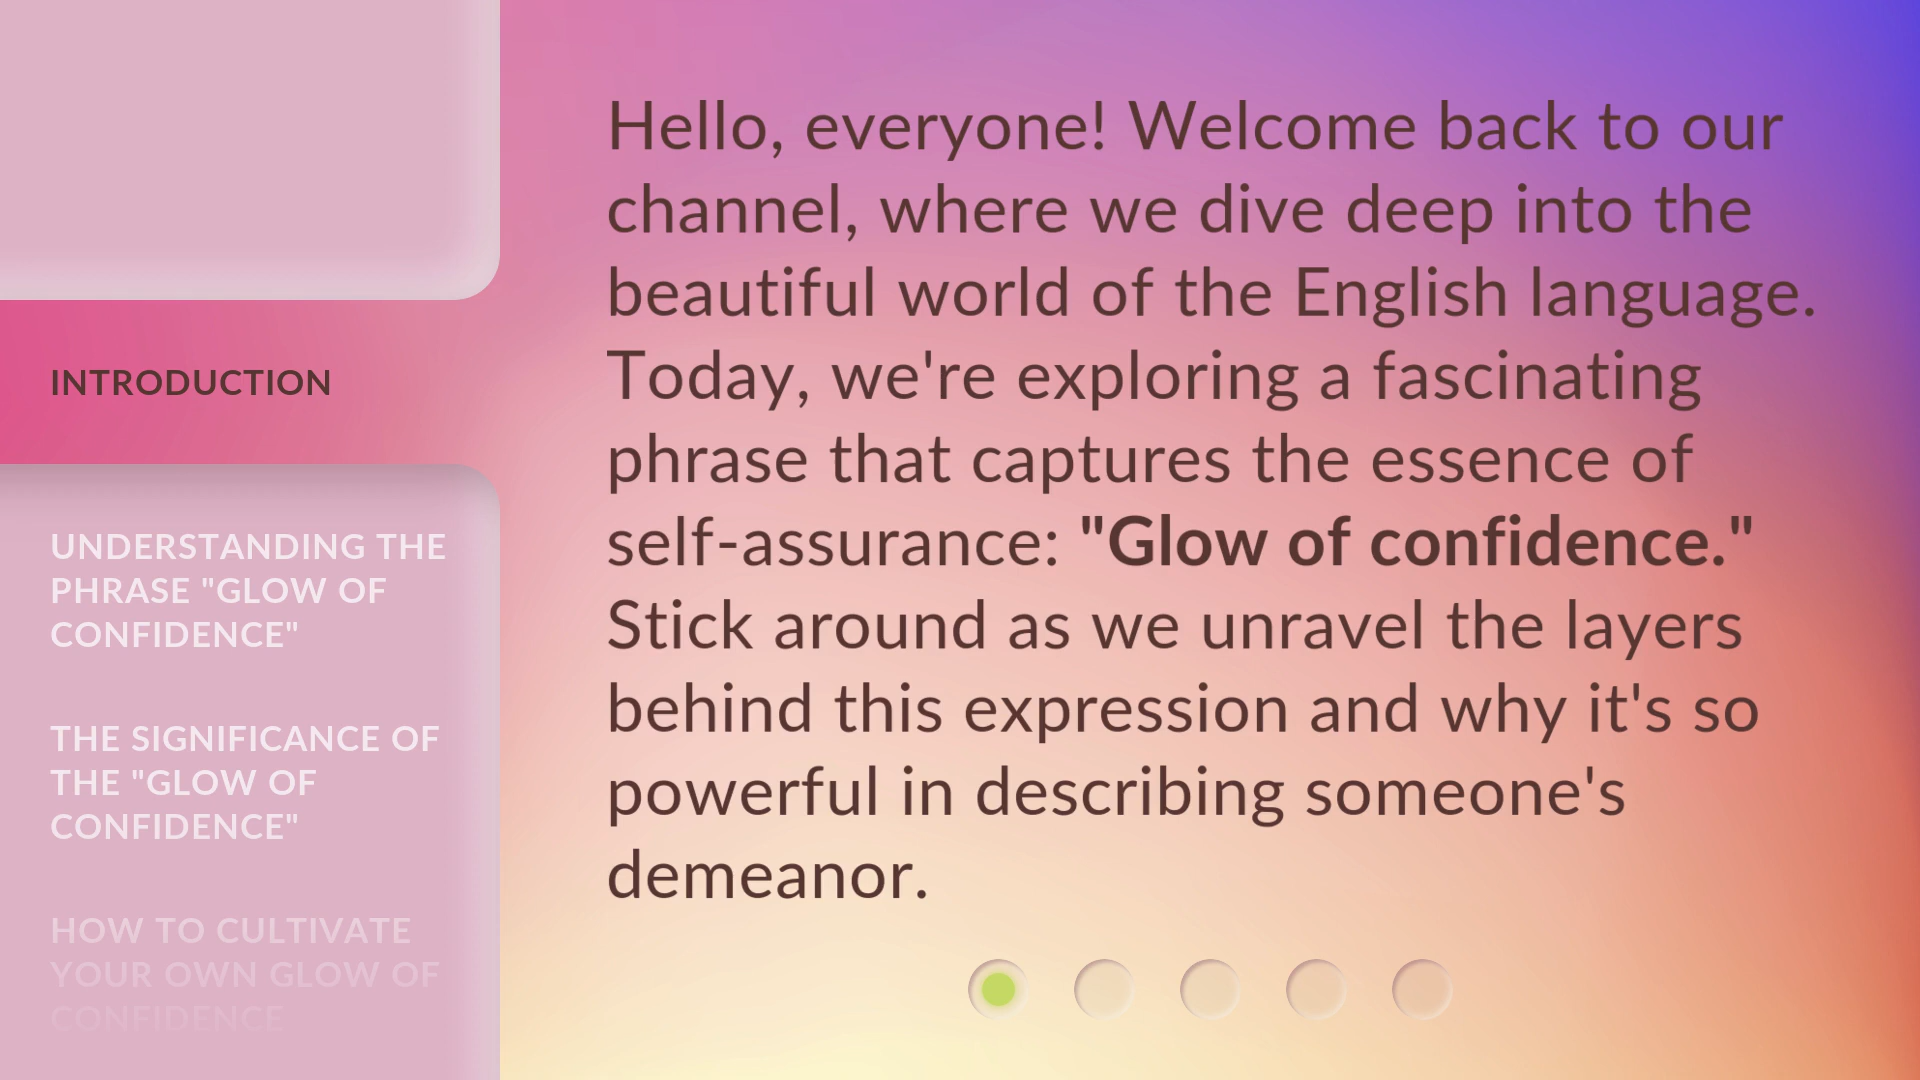 INTRODUCTION
UNDERSTANDING THE
PHRASE "GLOW OF
CONFIDENCE"
THE SIGNIFICANCE OF
THE "GLOW OF
CONFIDENCE"
HOW TO CULTIVATE
YOUR OWN GLOW OF
CONFIDENCE
Hello, everyone! Welcome back to our
channel, where we dive deep into the
beautiful world of the English language.
Today, we're exploring a fascinating
phrase that captures the essence of
self-assurance: "Glow of confidence."
Stick around as we unravel the layers
behind this expression and why it's so
powerful in describing someone's
demeanor.